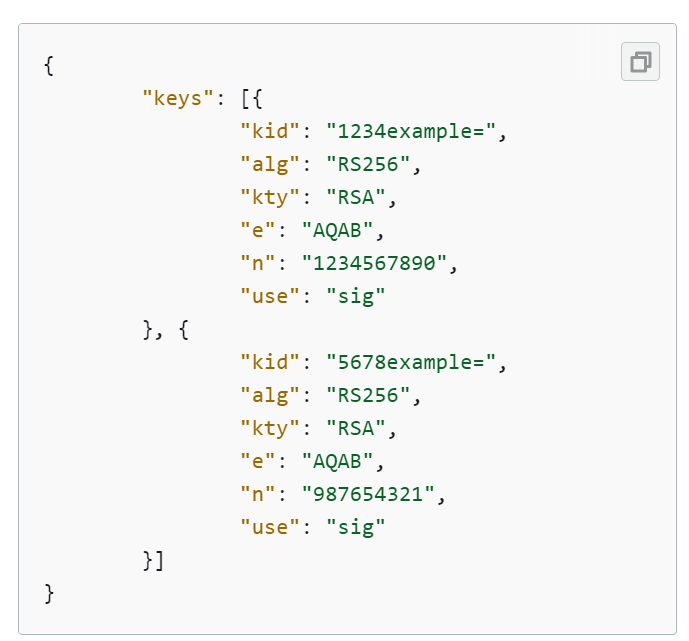 {
        "keys": [{
                "kid": "1234example=",
                "alg": "RS256",
                "kty": "RSA",
                "e": "AQAB",
                "n": "1234567890",
                "use": "sig"
        }, {
                "kid": "5678example=",
                "alg": "RS256",
                "kty": "RSA",
                "e": "AQAB",
                "n": "987654321",
                "use": "sig"
        }]
}